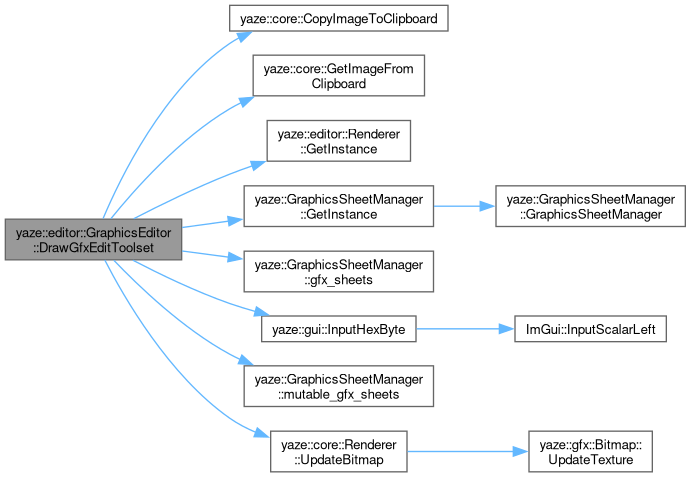 yaze::core::CopyImageToClipboard
yaze::core::GetImageFrom
Clipboard
yaze::editor::Renderer
::GetInstance
yaze::GraphicsSheetManager
::GetInstance
yaze::GraphicsSheetManager
::GraphicsSheetManager
yaze::editor::GraphicsEditor
::DrawGfxEditToolset
yaze::GraphicsSheetManager
::gfx_sheets
yaze::gui::InputHexByte
ImGui::InputScalarLeft
yaze::GraphicsSheetManager
::mutable_gfx_sheets
yaze::core::Renderer
::UpdateBitmap
yaze::gfx::Bitmap::
UpdateTexture